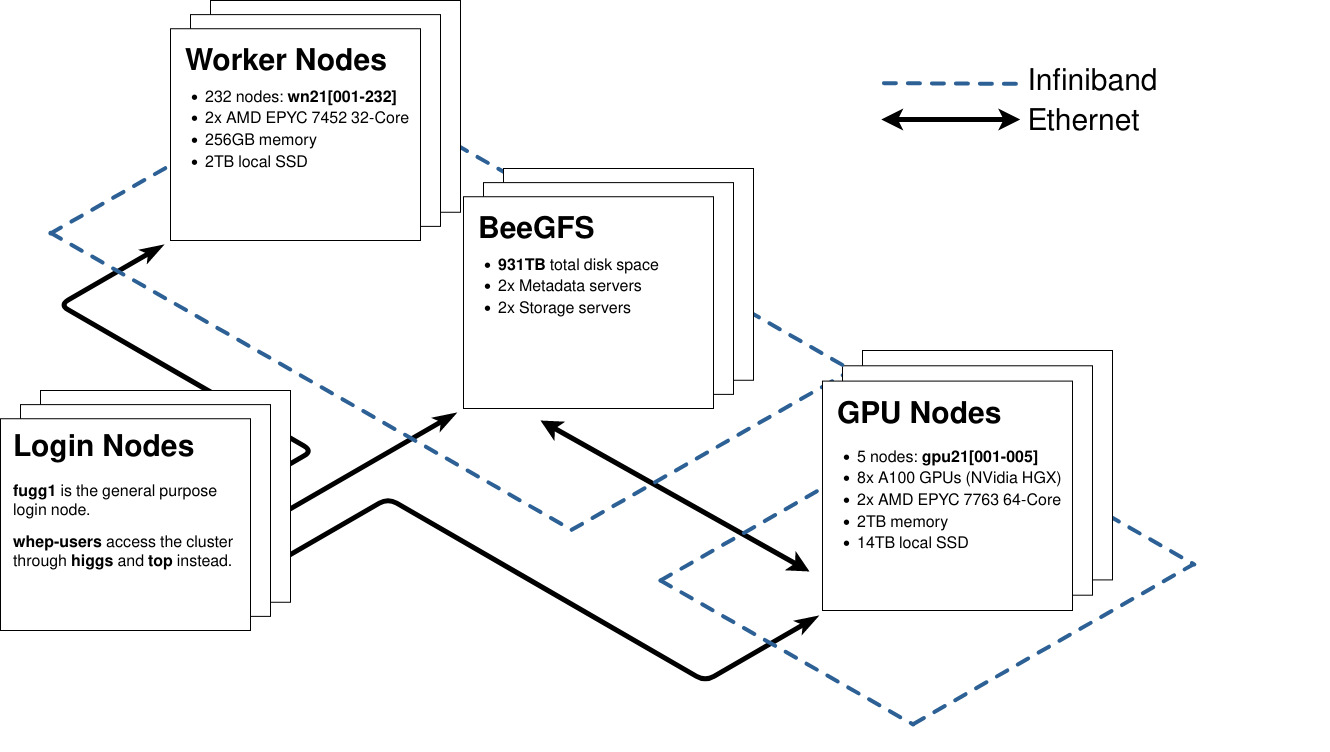 Worker Nodes
• 232 nodes: wn21[001-232]
• 2x AMD EPYC 7452 32-Core
• 256GB memory
• 2TB local SSD
Infiniband
Ethernet
BeeGFS
• 931TB total disk space
• 2x Metadata servers
• 2x Storage servers
GPU Nodes
• 5 nodes: gpu21[001-005]
• 8x A100 GPUs (NVidia HGX)
• 2x AMD EPYC 7763 64-Core
• 2TB memory
• 14TB local SSD
Login Nodes
fugg1 is the general purpose
login node.
whep-users access the cluster
through higgs and top instead.